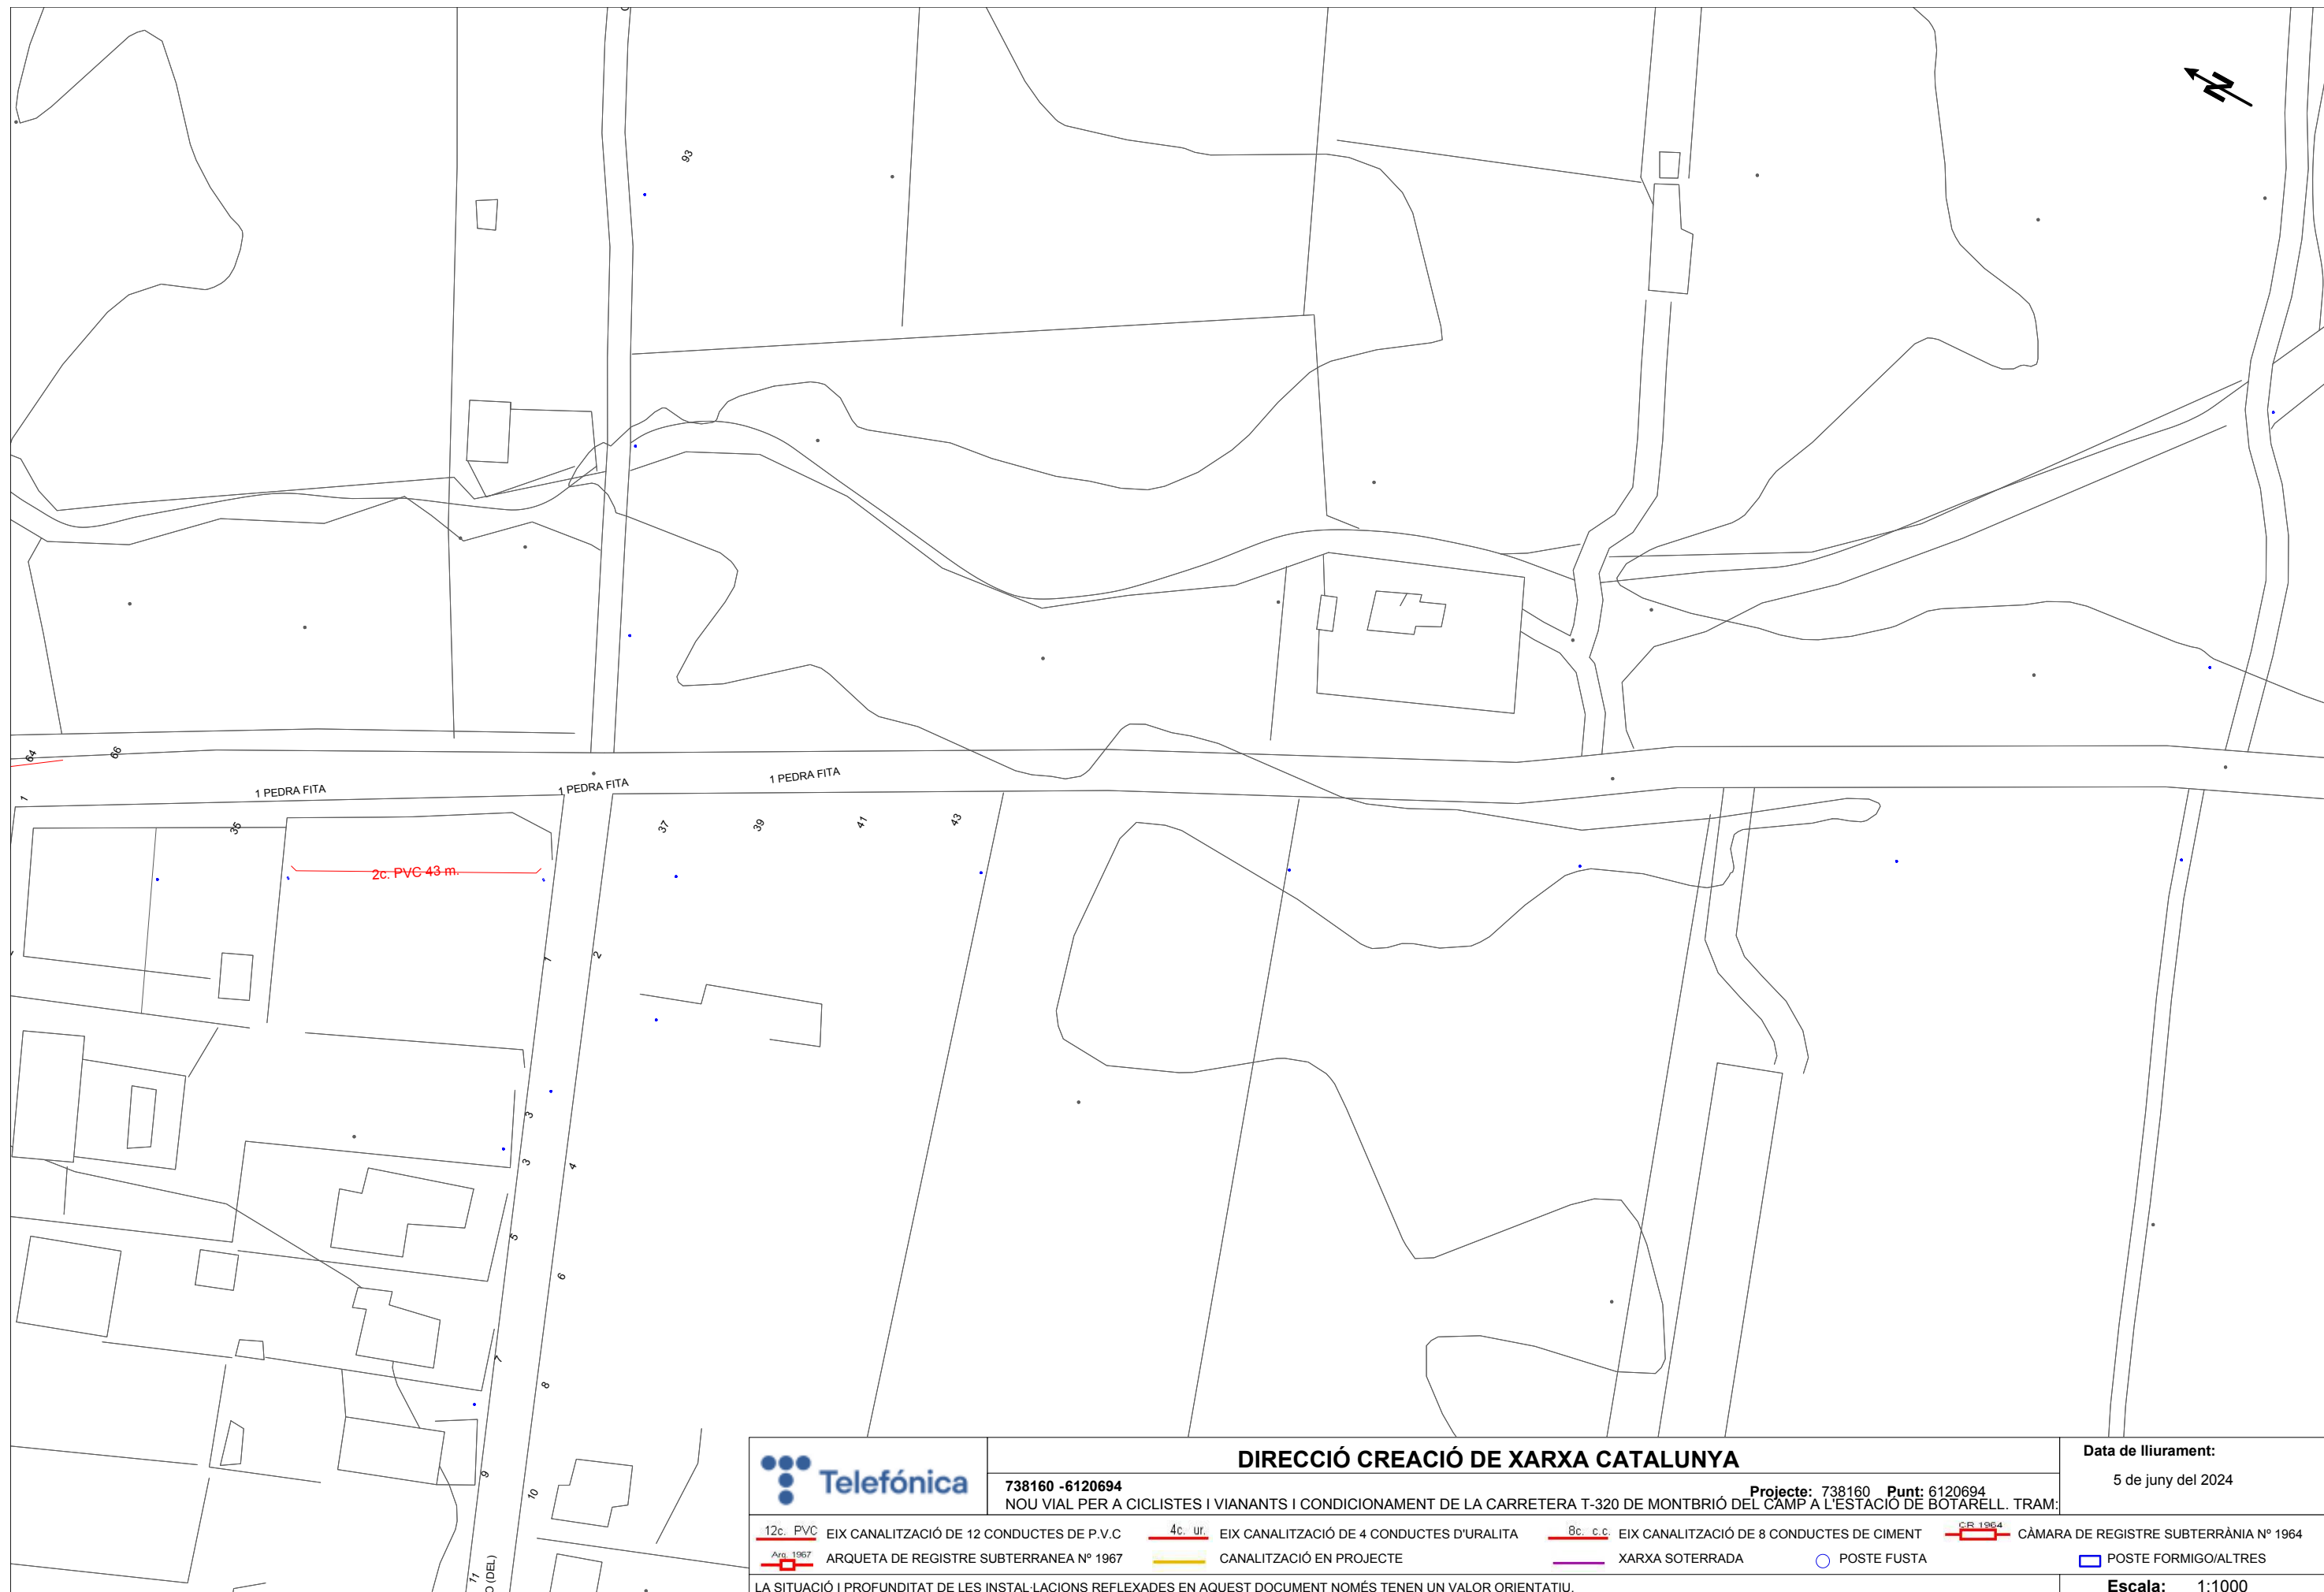 N
93
64
66
1
1 PEDRA FITA
1 PEDRA FITA
1 PEDRA FITA
35
37
39
41
43
2c. PVC 43 m.
1
2
3
3
4
5
6
7
8
9
10
11
O (DEL)
Telefónica
DIRECCIÓ CREACIÓ DE XARXA CATALUNYA
Data de lliurament:
5 de juny del 2024
738160 -6120694
Projecte: 738160 Punt: 6120694
NOU VIAL PER A CICLISTES I VIANANTS I CONDICIONAMENT DE LA CARRETERA T-320 DE MONTBRIÓ DEL CAMP A L'ESTACIÓ DE BOTARELL. TRAM:
12c. PVC EIX CANALITZACIÓ DE 12 CONDUCTES DE P.V.C
4c. ur. EIX CANALITZACIÓ DE 4 CONDUCTES D'URALITA
8c. c.c. EIX CANALITZACIÓ DE 8 CONDUCTES DE CIMENT
CR 1964 CÀMARA DE REGISTRE SUBTERRÀNIA Nº 1964
Arq. 1967 ARQUETA DE REGISTRE SUBTERRANEA Nº 1967
CANALITZACIÓ EN PROJECTE
XARXA SOTERRADA
POSTE FUSTA
POSTE FORMIGO/ALTRES
LA SITUACIÓ I PROFUNDITAT DE LES INSTAL·LACIONS REFLEXADES EN AQUEST DOCUMENT NOMÉS TENEN UN VALOR ORIENTATIU.
Escala: 1:1000